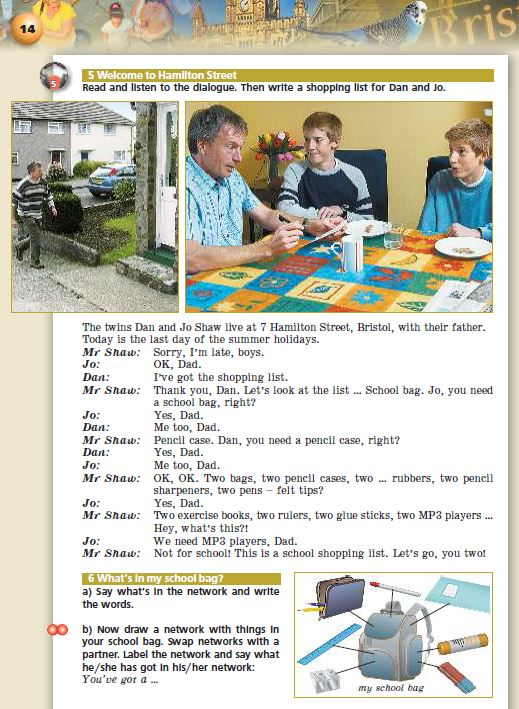 Bris
14
5
5 Welcome to Hamilton Street
Read and listen to the dialogue. Then write a shopping list for Dan and Jo.
The twins Dan and Jo Shaw live at 7 Hamilton Street, Bristol, with their father.
Today is the last day of the summer holidays.
Mr Shaw: Sorry, I'm late, boys.
Jo: OK, Dad.
Dan: I've got the shopping list.
Mr Shaw: Thank you, Dan. Let's look at the list ... School bag. Jo, you need
a school bag, right?
Jo: Yes, Dad.
Dan: Me too, Dad.
Mr Shaw: Pencil case. Dan, you need a pencil case, right?
Dan: Yes, Dad.
Jo: Me too, Dad.
Mr Shaw: OK, OK. Two bags, two pencil cases, two ... rubbers, two pencil
sharpeners, two pens – felt tips?
Jo: Yes, Dad.
Mr Shaw: Two exercise books, two rulers, two glue sticks, two MP3 players ...
Hey, what's this?!
Jo: We need MP3 players, Dad.
Mr Shaw: Not for school! This is a school shopping list. Let's go, you two!
6 What's in my school bag?
a) Say what's in the network and write
the words.
b) Now draw a network with things in
your school bag. Swap networks with a
partner. Label the network and say what
he/she has got in his/her network:
You've got a ...
my school bag